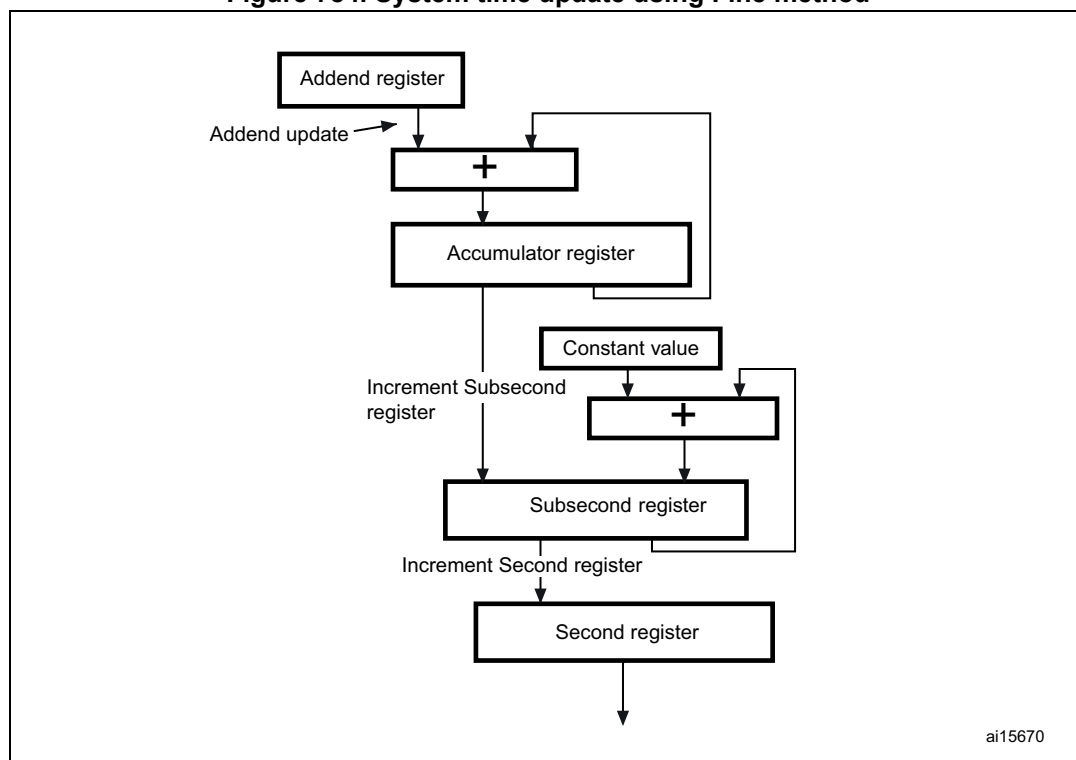 Figure System time update using Fine method
Addend register
Addend update
+
Accumulator register
Constant value
Increment Subsecond
register
+
Subsecond register
Increment Second register
Second register
ai15670